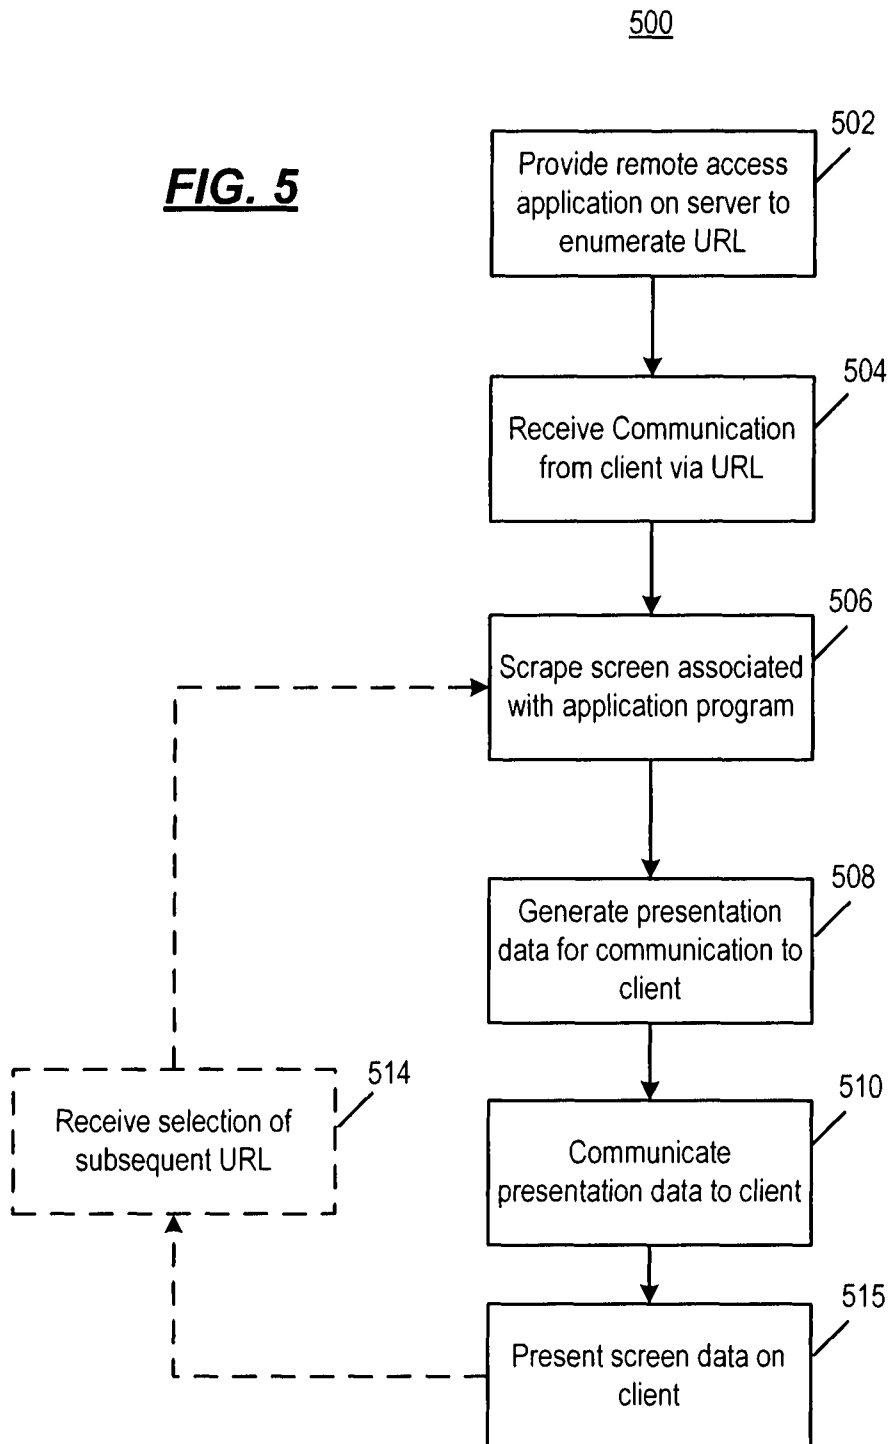 500
FIG. 5
502
Provide remote access
application on server to
enumerate URL
504
Receive Communication
from client via URL
506
Scrape screen associated
with application program
508
Generate presentation
data for communication to
client
514
Receive selection of
subsequent URL
510
Communicate
presentation data to client
515
Present screen data on
client